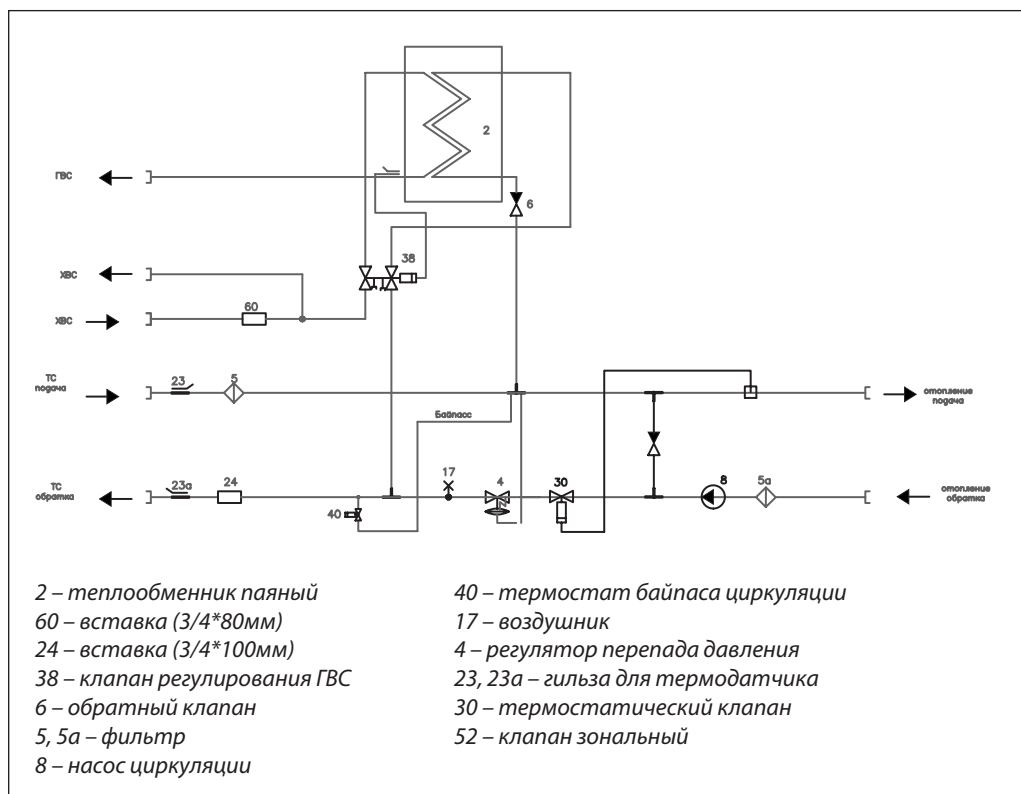 2
ГВС
6
38
ХВС
60
ХВС
ТС
подача
23
5
отопление
подача
Байпасс
ТС
обратка
23а
24
17
4
30
8
5а
отопление
обратка
40
2 – теплообменник паяный
60 – вставка (3/4*80мм)
24 – вставка (3/4*100мм)
38 – клапан регулирования ГВС
6 – обратный клапан
5, 5а – фильтр
8 – насос циркуляции
40 – термостат байпаса циркуляции
17 – воздушник
4 – регулятор перепада давления
23, 23а – гильза для термодатчика
30 – термостатический клапан
52 – клапан зональный